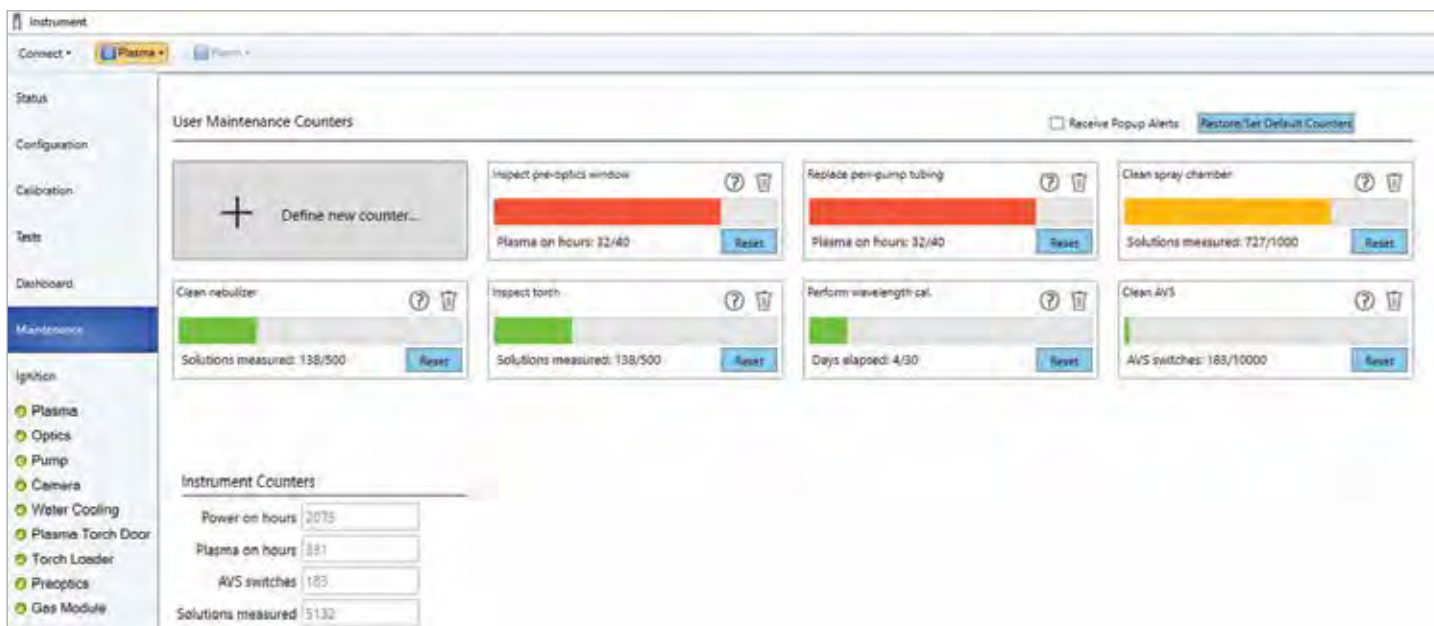 Instrument
Connect
Plasma
Status
Configuration
Calibration
Tests
Dashboard
Maintenance
Ignition
Plasma
Optics
Pump
Camera
Water Cooling
Plasma Torch Door
Torch Loader
Preoptics
Gas Module
User Maintenance Counters
Receive Popup Alerts
Restore/Set Default Counters
Define new counter...
Inspect pre-optics window
Plasma on hours: 32/40
Reset
Replace peri-pump tubing
Plasma on hours: 32/40
Reset
Clean spray chamber
Solutions measured: 727/1000
Reset
Clean nebulizer
Solutions measured: 138/500
Reset
Inspect torch
Solutions measured: 138/500
Reset
Perform wavelength cal.
Days elapsed: 4/30
Reset
Clean AVS
AVS switches: 183/10000
Reset
Instrument Counters
Power on hours 2073
Plasma on hours 331
AVS switches 183
Solutions measured 5132